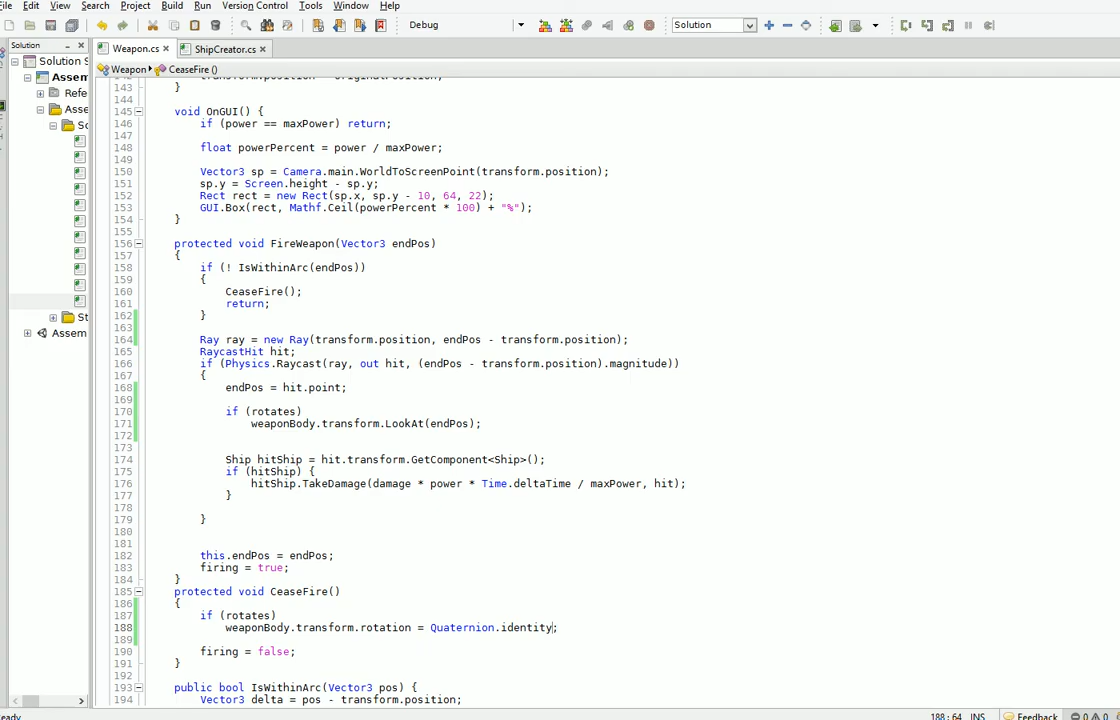 File Edit View Search Project Build Run Version Control Tools Window Help
Debug Solution
Solution Weapon.cs ShipCreator.cs
Solution S Weapon CeaseFire ()
Assem
143 }
Refe
144
Asse
145 void OnGUI() {
Sc
146 if (power == maxPower) return;
147
148 float powerPercent = power / maxPower;
149
150 Vector3 sp = Camera.main.WorldToScreenPoint(transform.position);
151 sp.y = Screen.height - sp.y;
152 Rect rect = new Rect(sp.x, sp.y - 10, 64, 22);
153 GUI.Box(rect, Mathf.Ceil(powerPercent * 100) + "%");
154 }
155
156 protected void FireWeapon(Vector3 endPos)
157 {
158 if (! IsWithinArc(endPos))
159 {
160 CeaseFire();
161 return;
162 }
163
164 Ray ray = new Ray(transform.position, endPos - transform.position);
165 RaycastHit hit;
166 if (Physics.Raycast(ray, out hit, (endPos - transform.position).magnitude))
167 {
168 endPos = hit.point;
169
170 if (rotates)
171 weaponBody.transform.LookAt(endPos);
172
173
174 Ship hitShip = hit.transform.GetComponent<Ship>();
175 if (hitShip) {
176 hitShip.TakeDamage(damage * power * Time.deltaTime / maxPower, hit);
177 }
178
179 }
180
181
182 this.endPos = endPos;
183 firing = true;
184 }
185 protected void CeaseFire()
186 {
187 if (rotates)
188 weaponBody.transform.rotation = Quaternion.identity;
189
190 firing = false;
191 }
192
193 public bool IsWithinArc(Vector3 pos) {
194 Vector3 delta = pos - transform.position;
St
Assem
Ready 188 : 64 INS Feedback 0 0